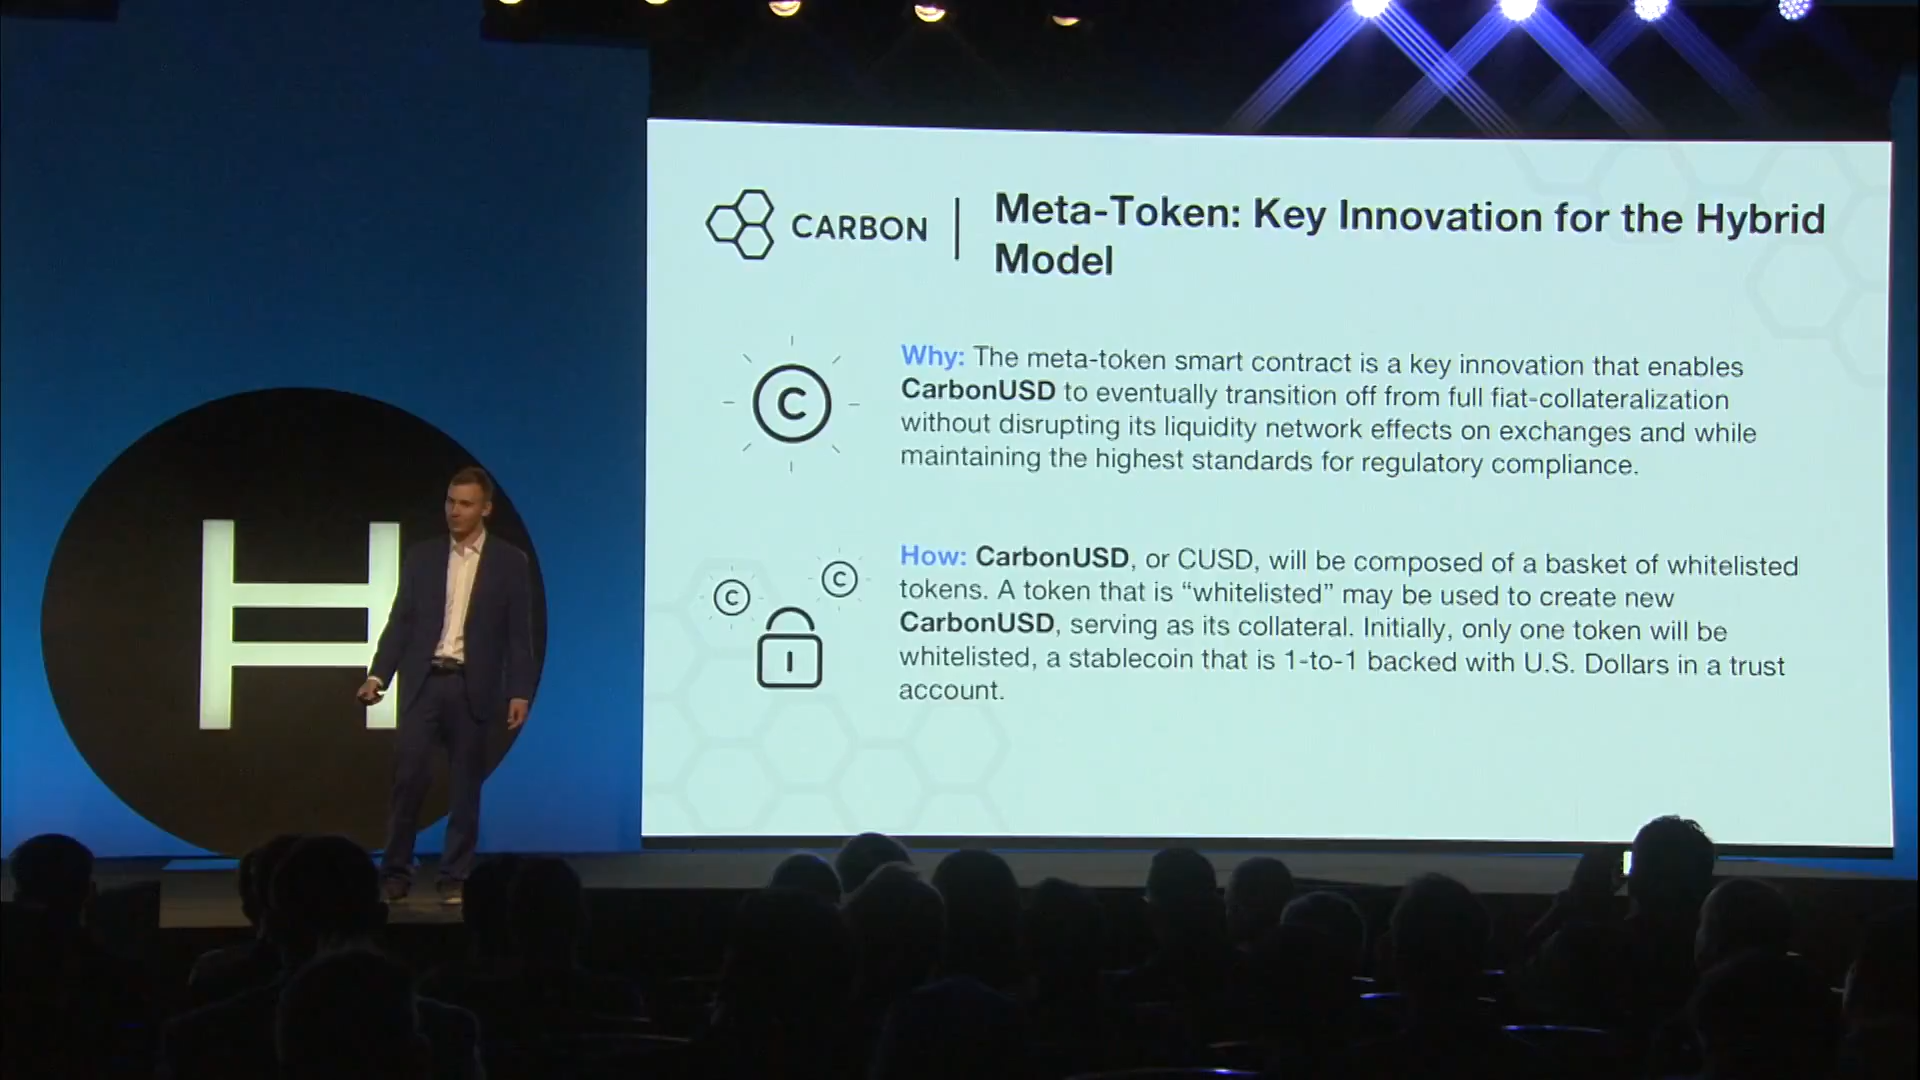 CARBON
Meta-Token: Key Innovation for the Hybrid
Model
C
Why: The meta-token smart contract is a key innovation that enables
CarbonUSD to eventually transition off from full fiat-collateralization
without disrupting its liquidity network effects on exchanges and while
maintaining the highest standards for regulatory compliance.
C
C
How: CarbonUSD, or CUSD, will be composed of a basket of whitelisted
tokens. A token that is “whitelisted” may be used to create new
CarbonUSD, serving as its collateral. Initially, only one token will be
whitelisted, a stablecoin that is 1-to-1 backed with U.S. Dollars in a trust
account.
H